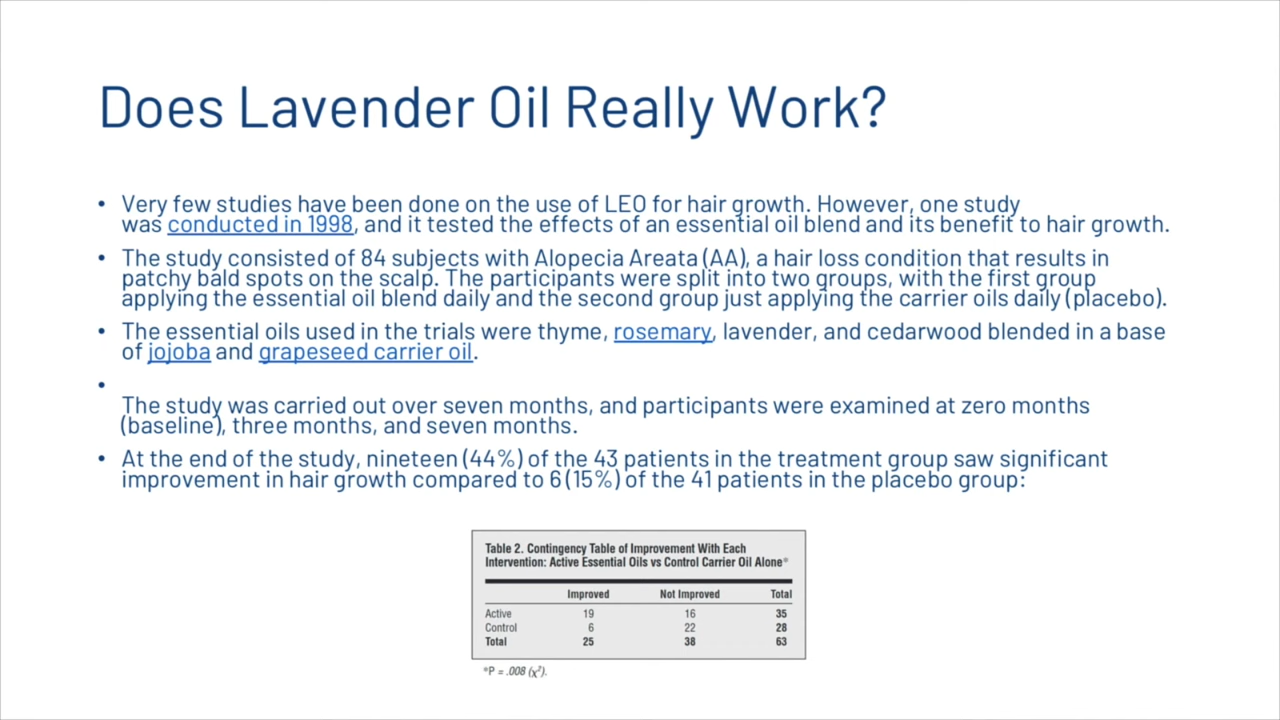 Does Lavender Oil Really Work?
• Very few studies have been done on the use of LEO for hair growth. However, one study
was conducted in 1998, and it tested the effects of an essential oil blend and its benefit to hair growth.
• The study consisted of 84 subjects with Alopecia Areata (AA), a hair loss condition that results in
patchy bald spots on the scalp. The participants were split into two groups, with the first group
applying the essential oil blend daily and the second group just applying the carrier oils daily (placebo).
• The essential oils used in the trials were thyme, rosemary, lavender, and cedarwood blended in a base
of jojoba and grapeseed carrier oil.
•
The study was carried out over seven months, and participants were examined at zero months
(baseline), three months, and seven months.
• At the end of the study, nineteen (44%) of the 43 patients in the treatment group saw significant
improvement in hair growth compared to 6 (15%) of the 41 patients in the placebo group:
Table 2. Contingency Table of Improvement With Each
Intervention: Active Essential Oils vs Control Carrier Oil Alone*
Improved Not Improved Total
Active 19 16 35
Control 6 22 28
Total 25 38 63
*P = .008 (χ²).